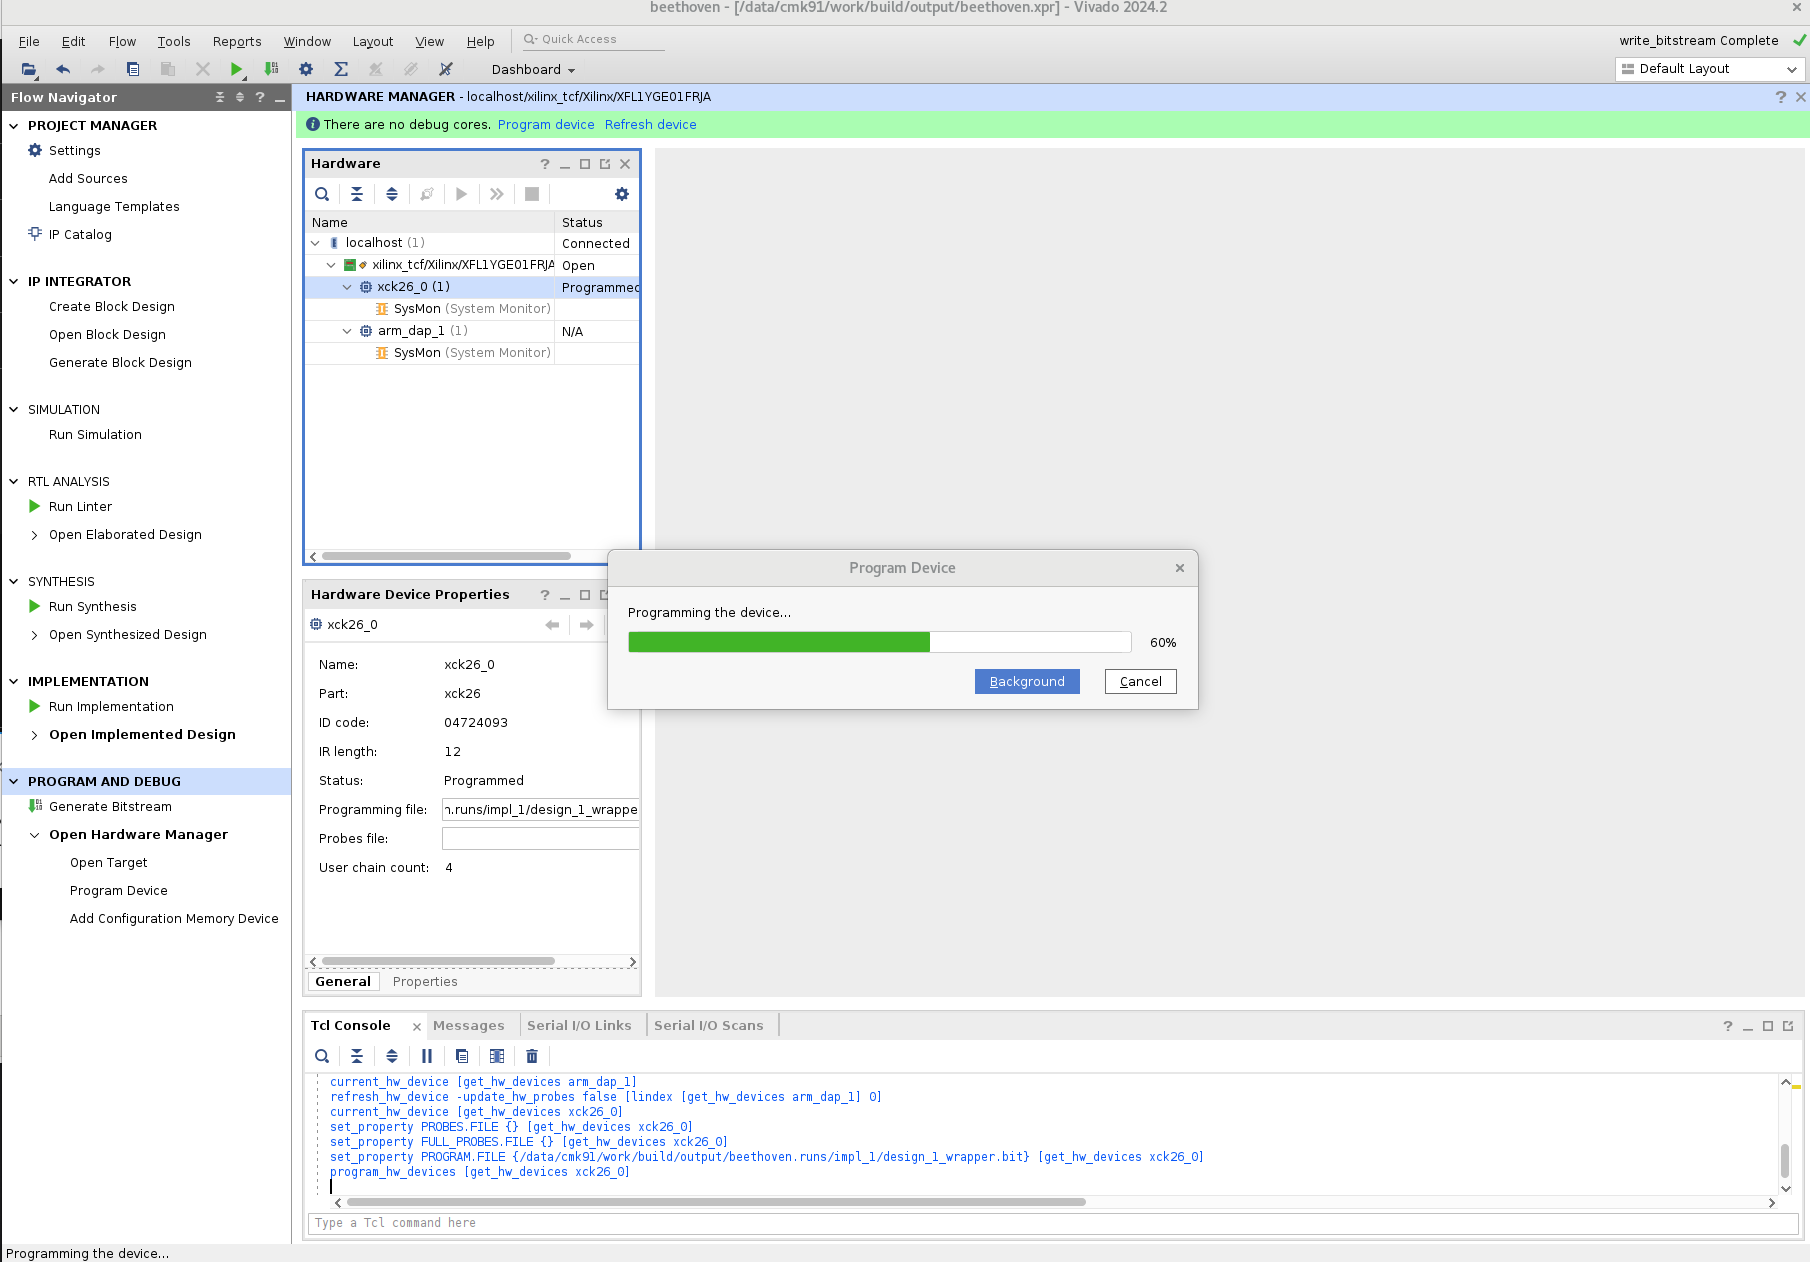 beethoven - [/data/cmk91/work/build/output/beethoven.xpr] - Vivado 2024.2
File Edit Flow Tools Reports Window Layout View Help Quick Access
write_bitstream Complete
Dashboard
Default Layout
Flow Navigator
PROJECT MANAGER
Settings
Add Sources
Language Templates
IP Catalog
IP INTEGRATOR
Create Block Design
Open Block Design
Generate Block Design
SIMULATION
Run Simulation
RTL ANALYSIS
Run Linter
Open Elaborated Design
SYNTHESIS
Run Synthesis
Open Synthesized Design
IMPLEMENTATION
Run Implementation
Open Implemented Design
PROGRAM AND DEBUG
Generate Bitstream
Open Hardware Manager
Open Target
Program Device
Add Configuration Memory Device
HARDWARE MANAGER - localhost/xilinx_tcf/Xilinx/XFL1YGE01FRJA
There are no debug cores. Program device Refresh device
Hardware
Name Status
localhost (1) Connected
xilinx_tcf/Xilinx/XFL1YGE01FRJA Open
xck26_0 (1) Programmed
SysMon (System Monitor)
arm_dap_1 (1) N/A
SysMon (System Monitor)
Hardware Device Properties
xck26_0
Name: xck26_0
Part: xck26
ID code: 04724093
IR length: 12
Status: Programmed
Programming file: n.runs/impl_1/design_1_wrappe
Probes file:
User chain count: 4
General Properties
Program Device
Programming the device...
60%
Background Cancel
Tcl Console Messages Serial I/O Links Serial I/O Scans
current_hw_device [get_hw_devices arm_dap_1]
refresh_hw_device -update_hw_probes false [lindex [get_hw_devices arm_dap_1] 0]
current_hw_device [get_hw_devices xck26_0]
set_property PROBES.FILE {} [get_hw_devices xck26_0]
set_property FULL_PROBES.FILE {} [get_hw_devices xck26_0]
set_property PROGRAM.FILE {/data/cmk91/work/build/output/beethoven.runs/impl_1/design_1_wrapper.bit} [get_hw_devices xck26_0]
program_hw_devices [get_hw_devices xck26_0]
Type a Tcl command here
Programming the device...